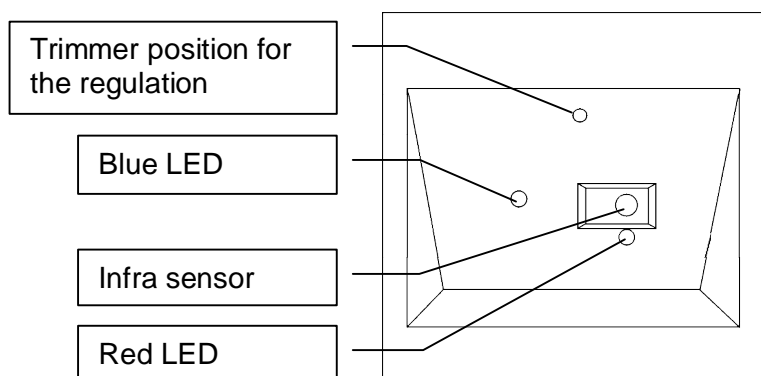 Trimmer position for
the regulation
Blue LED
Infra sensor
Red LED